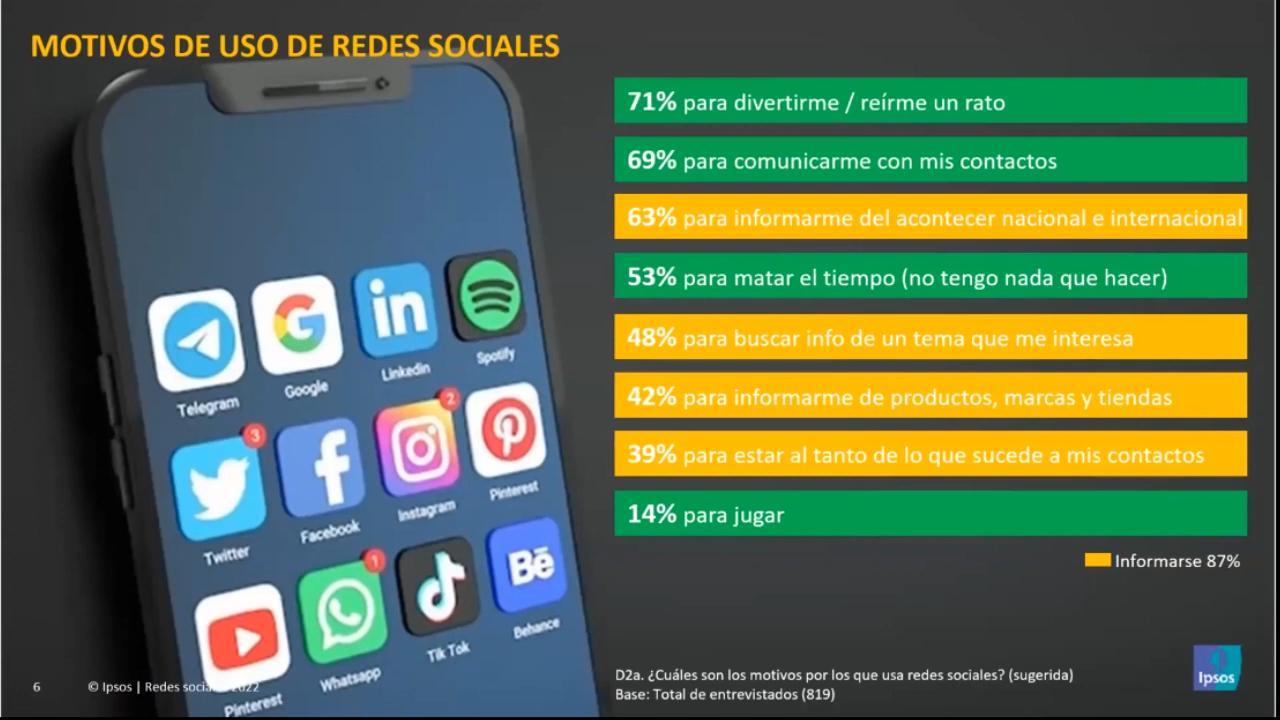 MOTIVOS DE USO DE REDES SOCIALES
71% para divertirme / reírme un rato
69% para comunicarme con mis contactos
63% para informarme del acontecer nacional e internacional
53% para matar el tiempo (no tengo nada que hacer)
48% para buscar info de un tema que me interesa
42% para informarme de productos, marcas y tiendas
39% para estar al tanto de lo que sucede a mis contactos
14% para jugar
Informarse 87%
Telegram
Google
Linkedin
Spotify
3
2
Twitter
Facebook
Instagram
Pinterest
1
Bē
Pinterest
Whatsapp
Tik Tok
Behance
in
D2a. ¿Cuáles son los motivos por los que usa redes sociales? (sugerida)
Base: Total de entrevistados (819)
6
© Ipsos | Redes sociales 2022
Ipsos